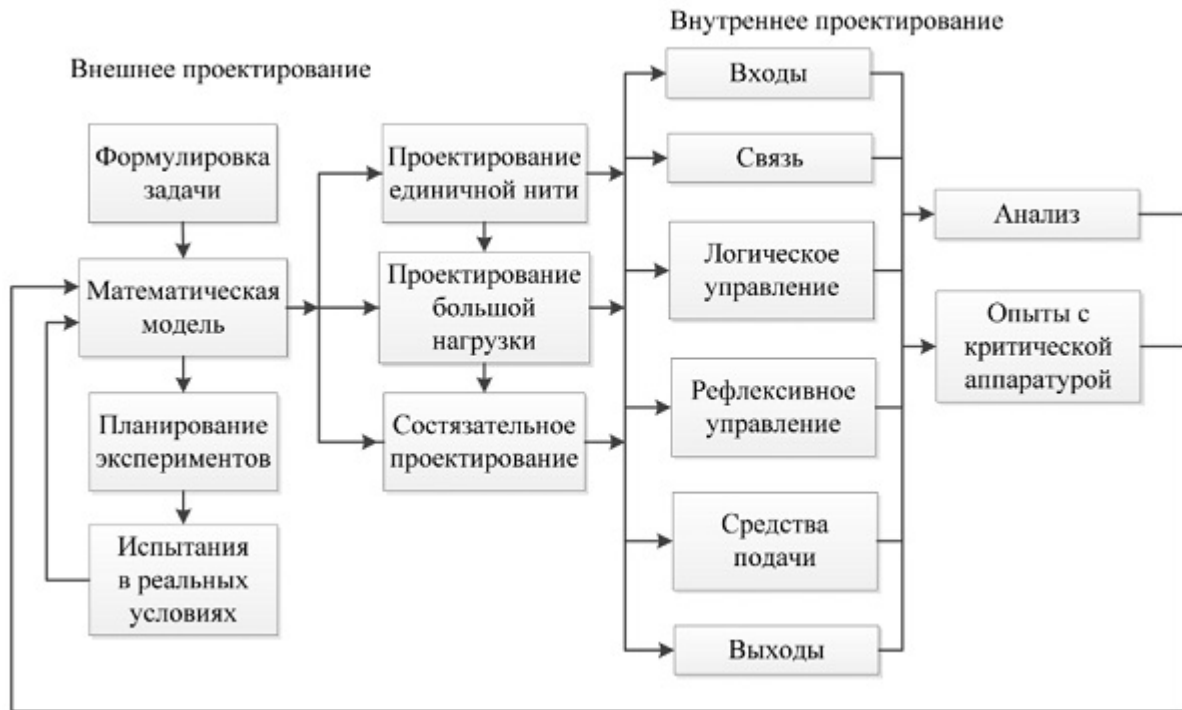 Внешнее проектирование
Формулировка
задачи
Математическая
модель
Планирование
экспериментов
Испытания
в реальных
условиях
Проектирование
единичной нити
Проектирование
большой
нагрузки
Состязательное
проектирование
Внутреннее проектирование
Входы
Связь
Логическое
управление
Рефлексивное
управление
Средства
подачи
Выходы
Анализ
Опыты с
критической
аппаратурой